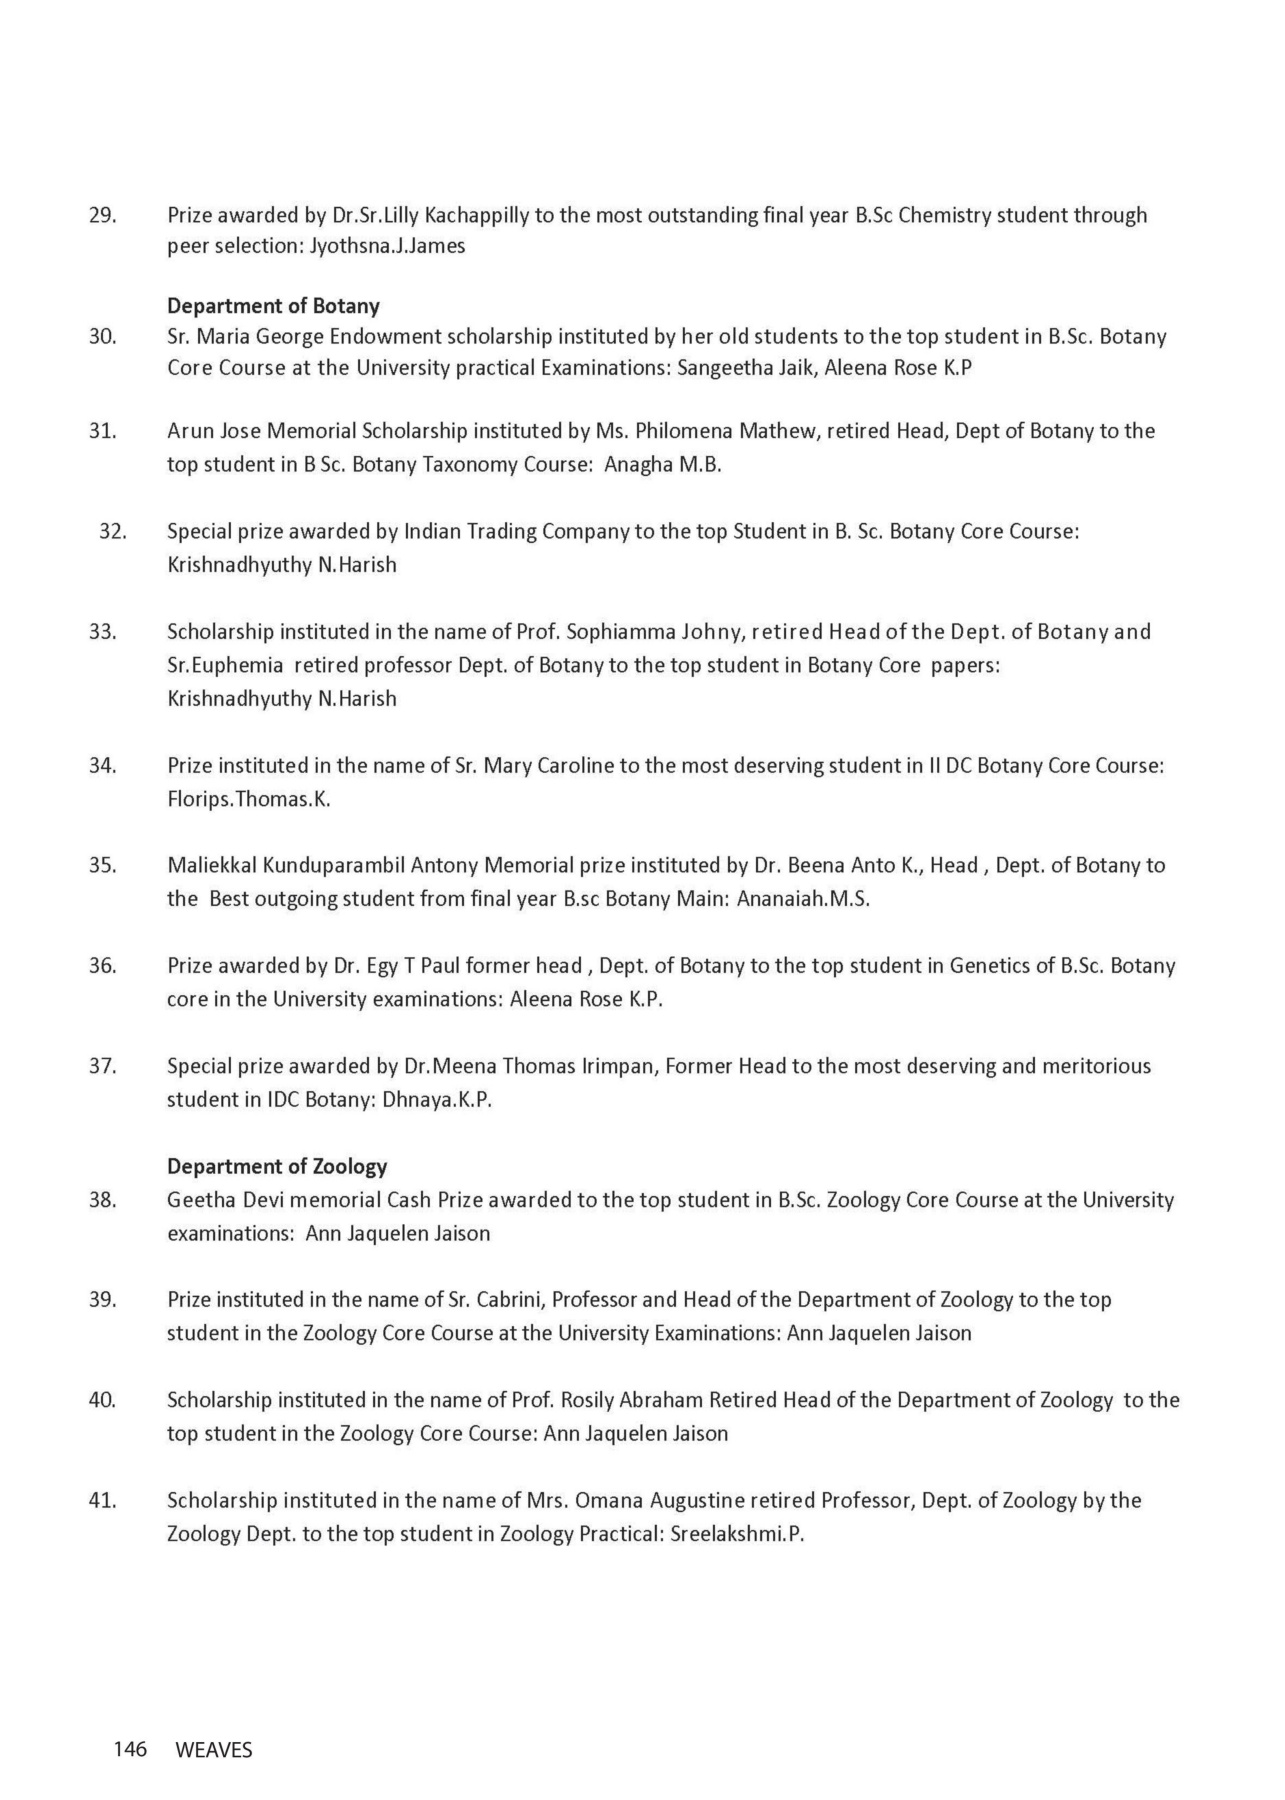 29. Prize awarded by Dr.Sr.Lilly Kachappilly to the most outstanding final year B.Sc Chemistry student through
peer selection: Jyothsna.J.James
Department of Botany
30. Sr. Maria George Endowment scholarship instituted by her old students to the top student in B.Sc. Botany
Core Course at the University practical Examinations: Sangeetha Jaik, Aleena Rose K.P
31. Arun Jose Memorial Scholarship instituted by Ms. Philomena Mathew, retired Head, Dept of Botany to the
top student in B Sc. Botany Taxonomy Course: Anagha M.B.
32. Special prize awarded by Indian Trading Company to the top Student in B. Sc. Botany Core Course:
Krishnadhyuthy N.Harish
33. Scholarship instituted in the name of Prof. Sophiamma Johny, retired Head of the Dept. of Botany and
Sr.Euphemia retired professor Dept. of Botany to the top student in Botany Core papers:
Krishnadhyuthy N.Harish
34. Prize instituted in the name of Sr. Mary Caroline to the most deserving student in II DC Botany Core Course:
Florips.Thomas.K.
35. Maliekkal Kunduparambil Antony Memorial prize instituted by Dr. Beena Anto K., Head , Dept. of Botany to
the Best outgoing student from final year B.sc Botany Main: Ananaiah.M.S.
36. Prize awarded by Dr. Egy T Paul former head , Dept. of Botany to the top student in Genetics of B.Sc. Botany
core in the University examinations: Aleena Rose K.P.
37. Special prize awarded by Dr.Meena Thomas Irimpan, Former Head to the most deserving and meritorious
student in IDC Botany: Dhnaya.K.P.
Department of Zoology
38. Geetha Devi memorial Cash Prize awarded to the top student in B.Sc. Zoology Core Course at the University
examinations: Ann Jaquelen Jaison
39. Prize instituted in the name of Sr. Cabrini, Professor and Head of the Department of Zoology to the top
student in the Zoology Core Course at the University Examinations: Ann Jaquelen Jaison
40. Scholarship instituted in the name of Prof. Rosily Abraham Retired Head of the Department of Zoology to the
top student in the Zoology Core Course: Ann Jaquelen Jaison
41. Scholarship instituted in the name of Mrs. Omana Augustine retired Professor, Dept. of Zoology by the
Zoology Dept. to the top student in Zoology Practical: Sreelakshmi.P.
146 WEAVES